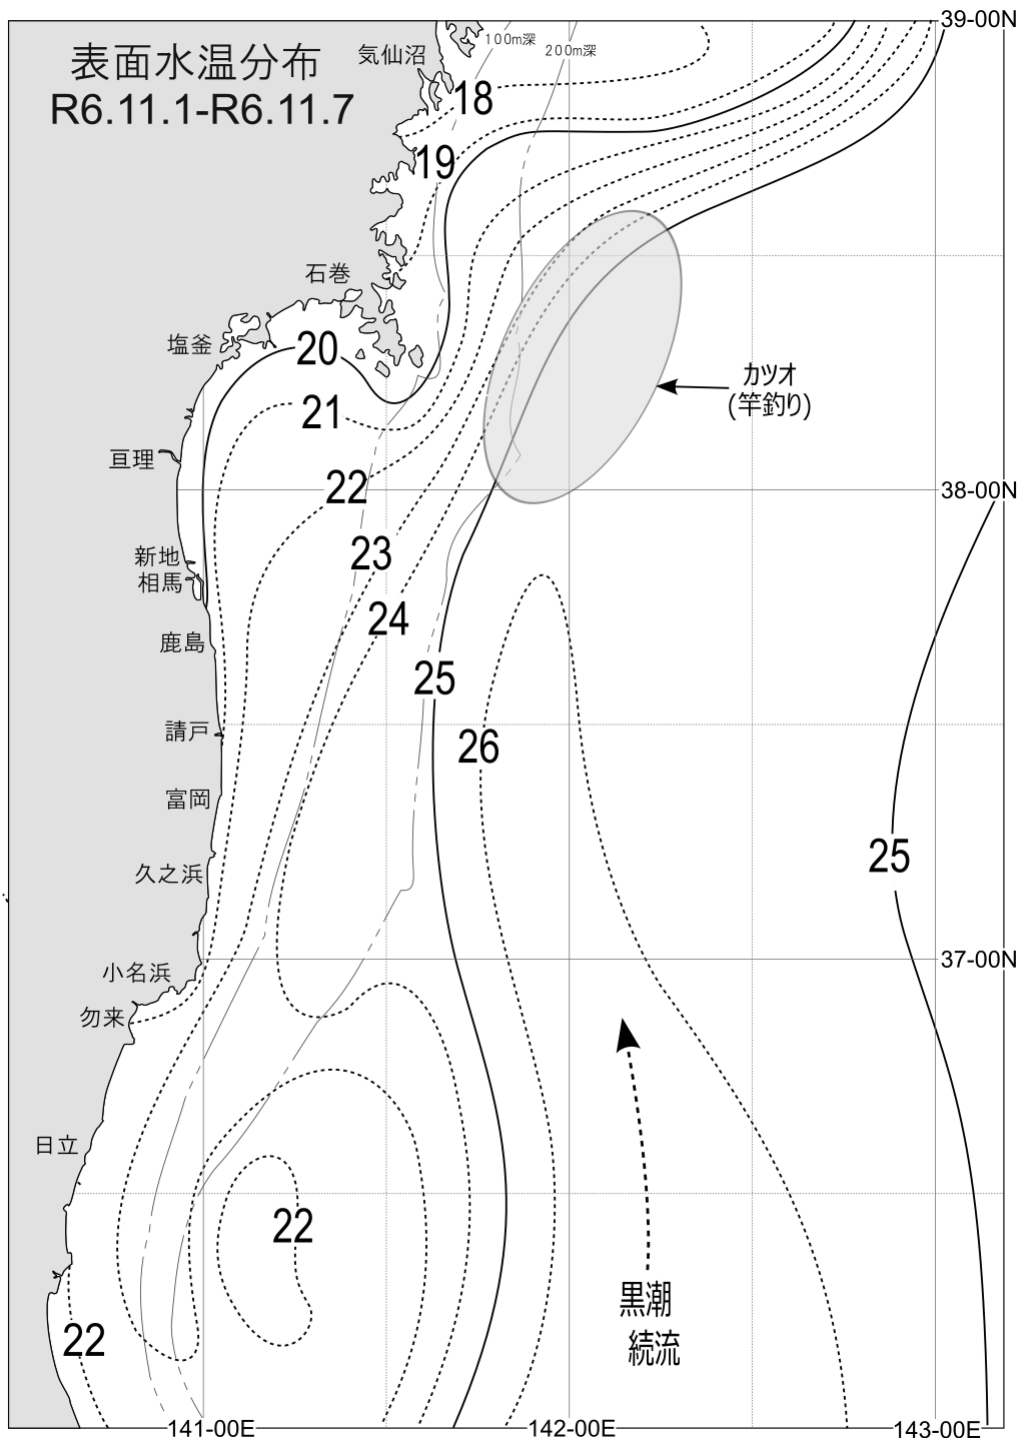 39-00N
表面水温分布
R6.11.1-R6.11.7
気仙沼
100m深
200m深
18
19
石巻
塩釜
20
21
カツオ
(竿釣り)
亘理
22
38-00N
新地
相馬
23
24
鹿島
25
請戸
26
富岡
久之浜
25
37-00N
小名浜
勿来
日立
22
22
黒潮
続流
141-00E
142-00E
143-00E